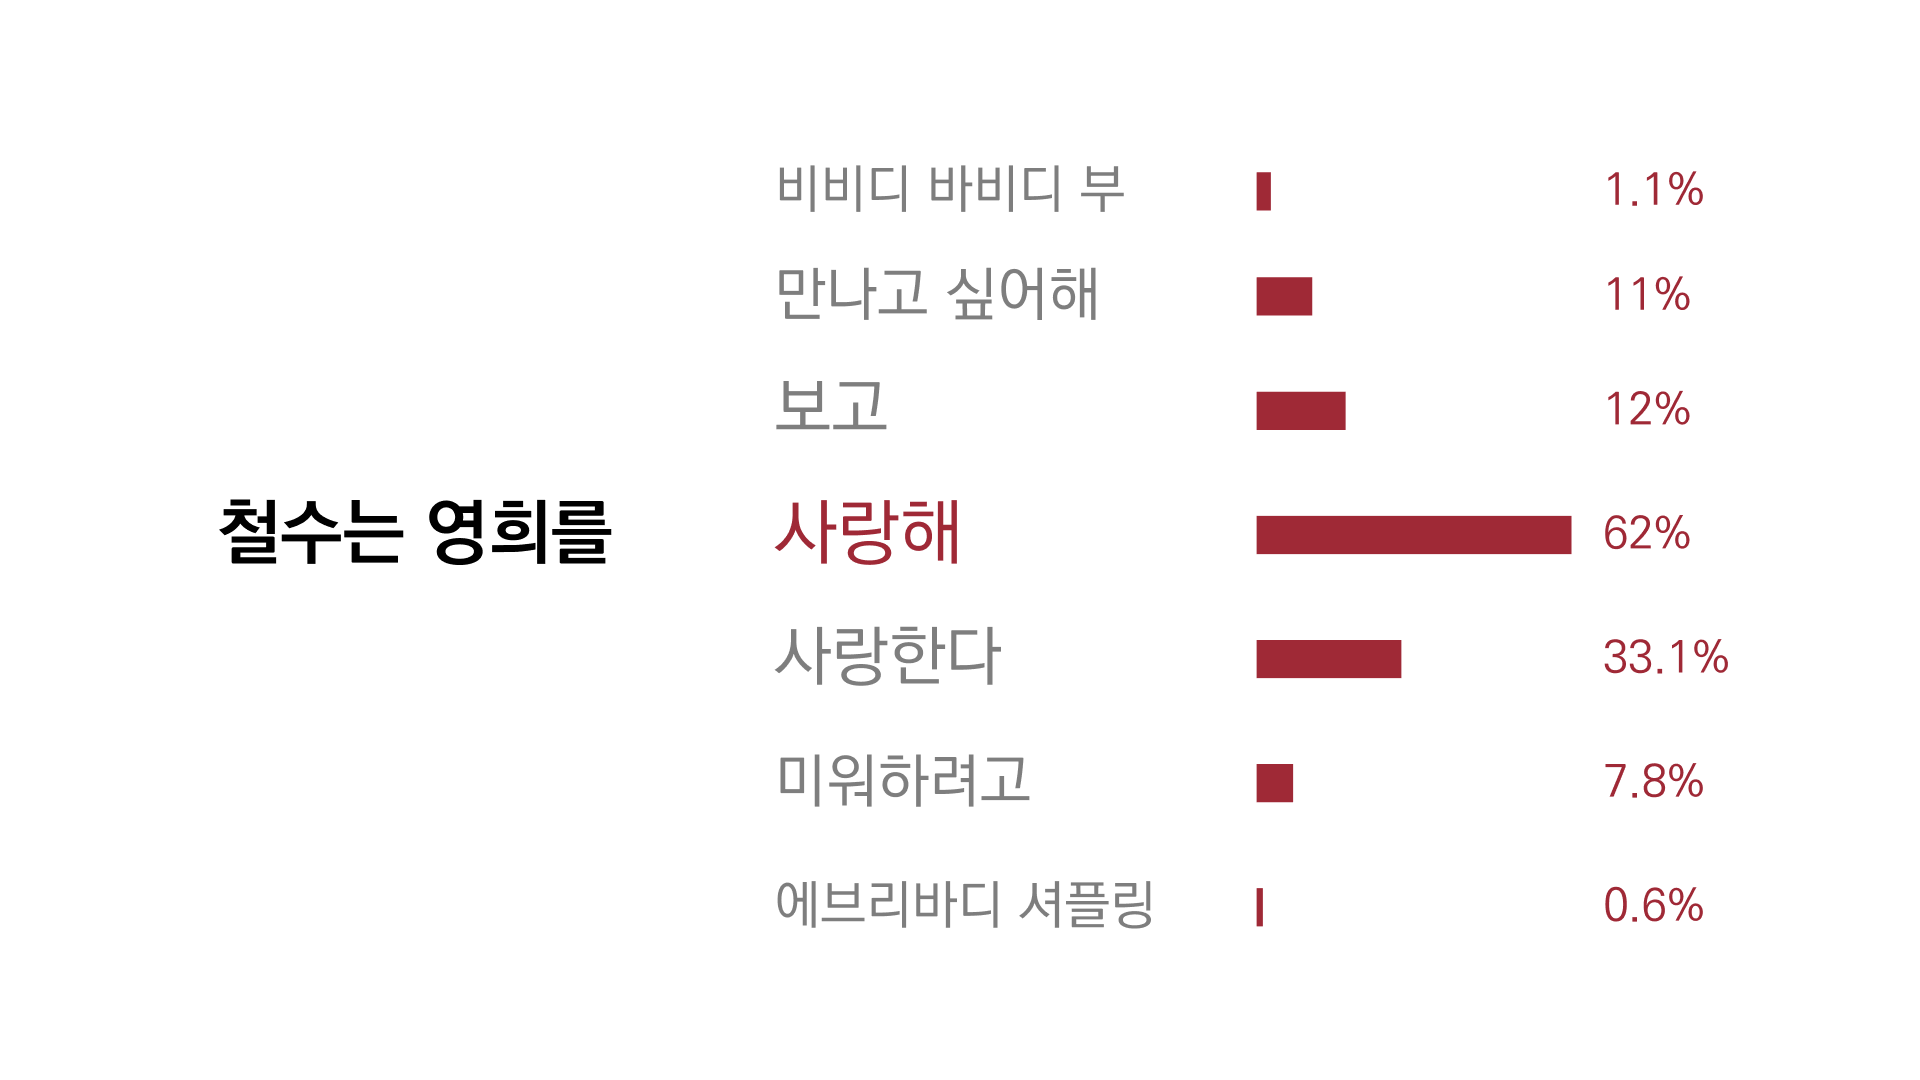 비비디 바비디 부 1.1%
만나고 싶어해 11%
보고 12%
철수는 영희를 사랑해 62%
사랑한다 33.1%
미워하려고 7.8%
에브리바디 셔플링 0.6%